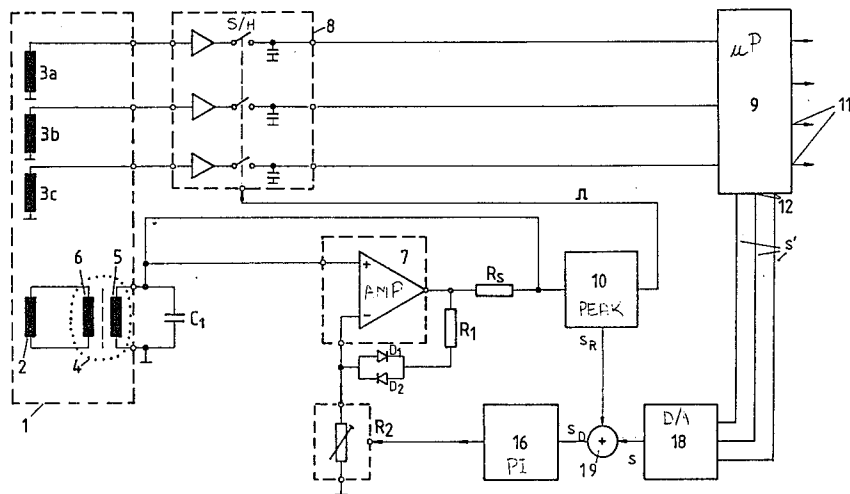 S/H
8
µP
3a
3b
9
11
3c
12
Л
s'
7
6
5
+
AMP
−
Rs
10
PEAK
C1
R1
D1
D2
2
4
SR
1
R2
16
PI
SD
+
19
S
D/A
18